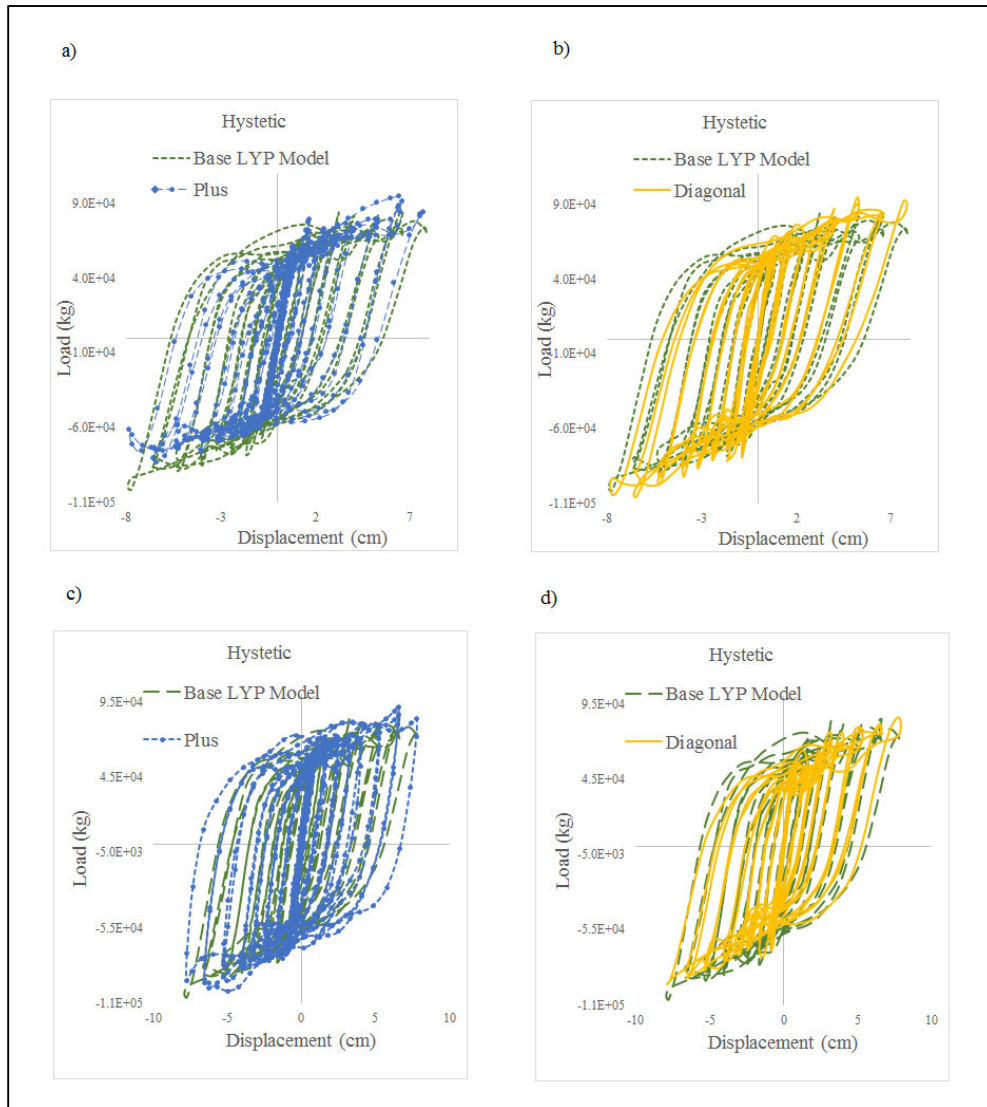 a)
Hystetic
Base LYP Model
Plus
9.0E+04
4.0E+04
-1.0E+04
-6.0E+04
-1.1E+05
Load (kg)
-8
-3
2
7
Displacement (cm)
b)
Hystetic
Base LYP Model
Diagonal
9.0E+04
4.0E+04
-1.0E+04
-6.0E+04
-1.1E+05
Load (kg)
-8
-3
2
7
Displacement (cm)
c)
Hystetic
Base LYP Model
Plus
9.5E+04
4.5E+04
-5.0E+03
-5.5E+04
-1.1E+05
Load (kg)
-10
-5
0
5
10
Displacement (cm)
d)
Hystetic
Base LYP Model
Diagonal
9.5E+04
4.5E+04
-5.0E+03
-5.5E+04
-1.1E+05
Load (kg)
-10
-5
0
5
10
Displacement (cm)